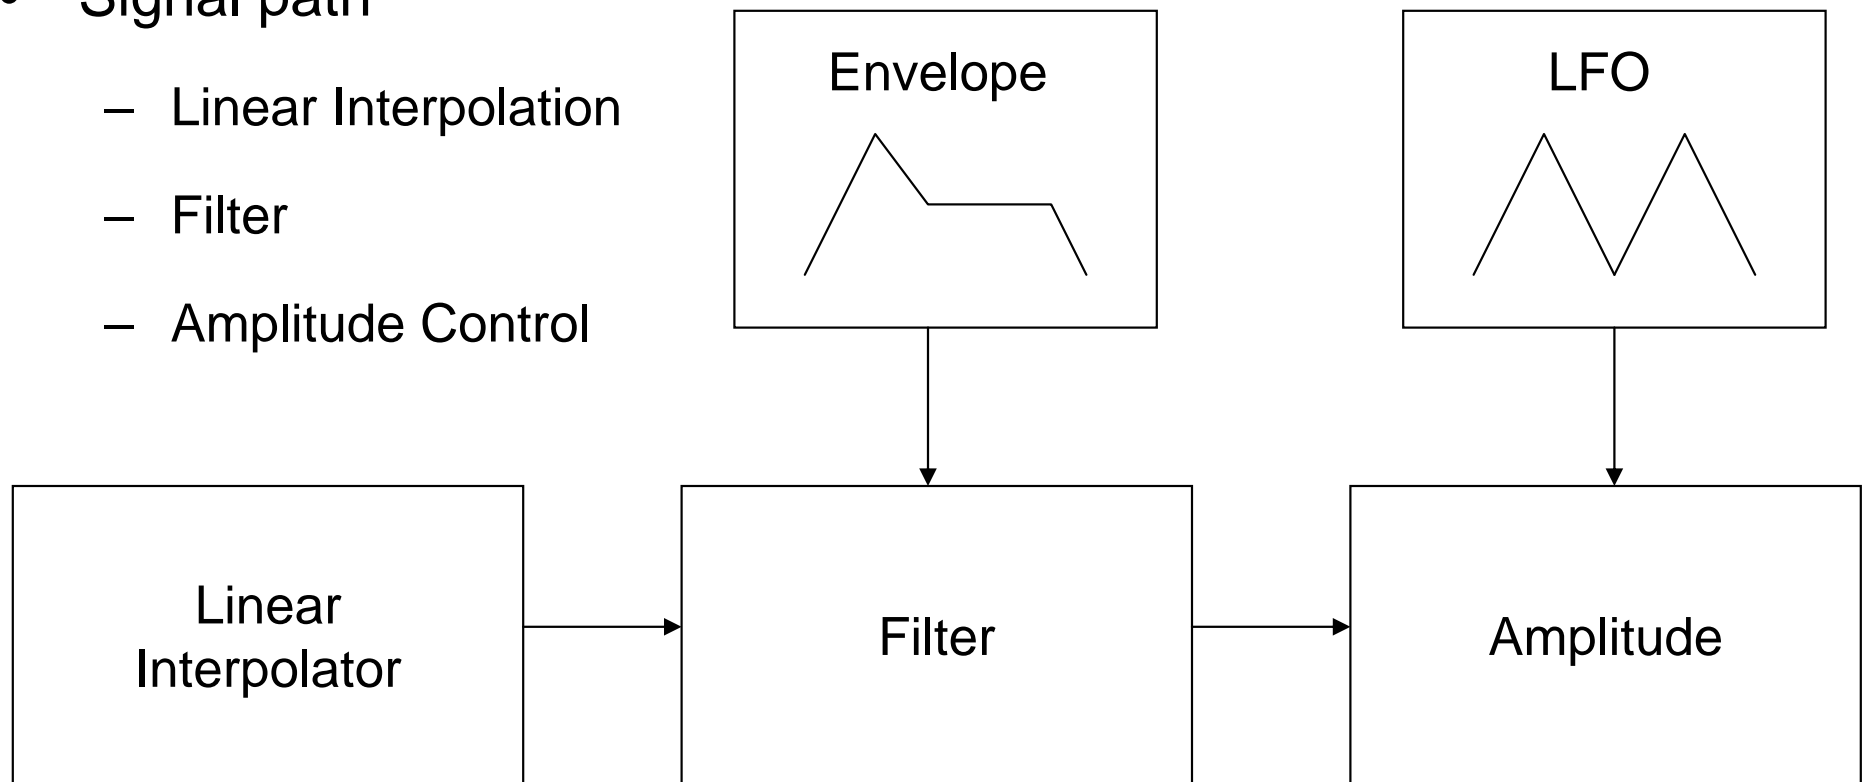 • Signal path
– Linear Interpolation
– Filter
– Amplitude Control
Envelope
LFO
Linear
Interpolator
Filter
Amplitude